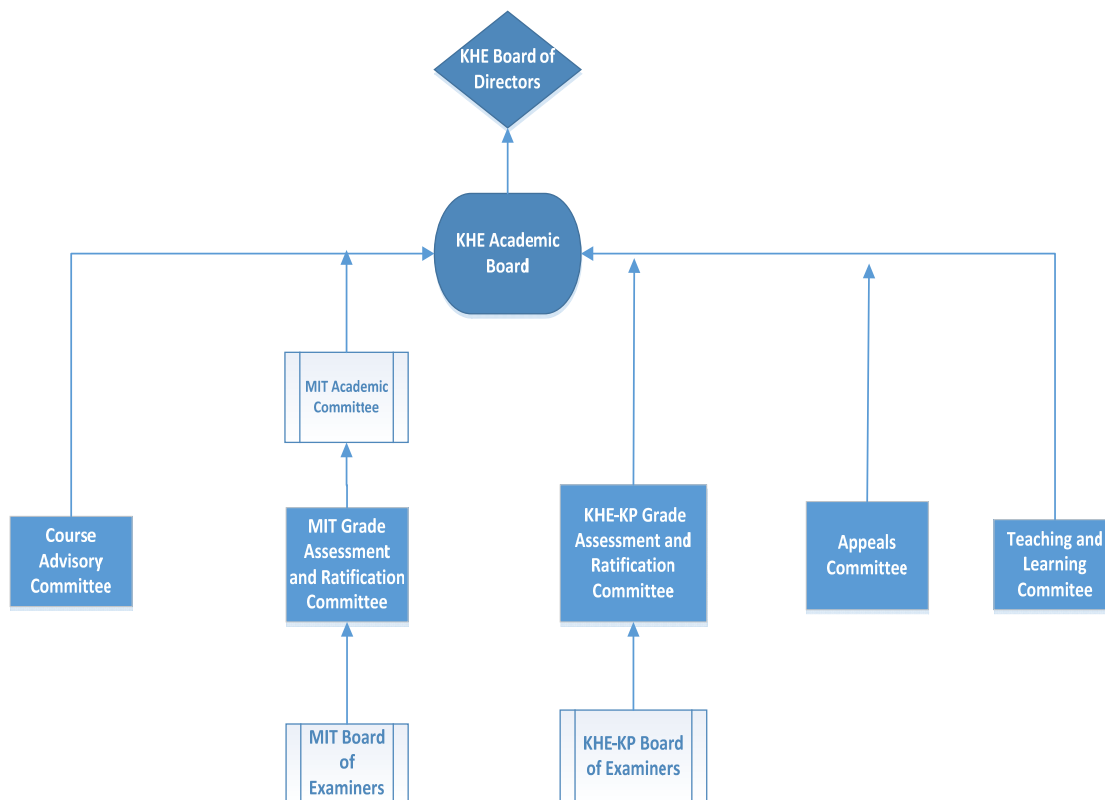 KHE Board of
Directors
KHE Academic
Board
MIT Academic
Committee
Course
Advisory
Committee
MIT Grade
Assessment
and Ratification
Committee
KHE-KP Grade
Assessment and
Ratification
Committee
Appeals
Committee
Teaching and
Learning
Commitee
MIT Board
of
Examiners
KHE-KP Board
of Examiners